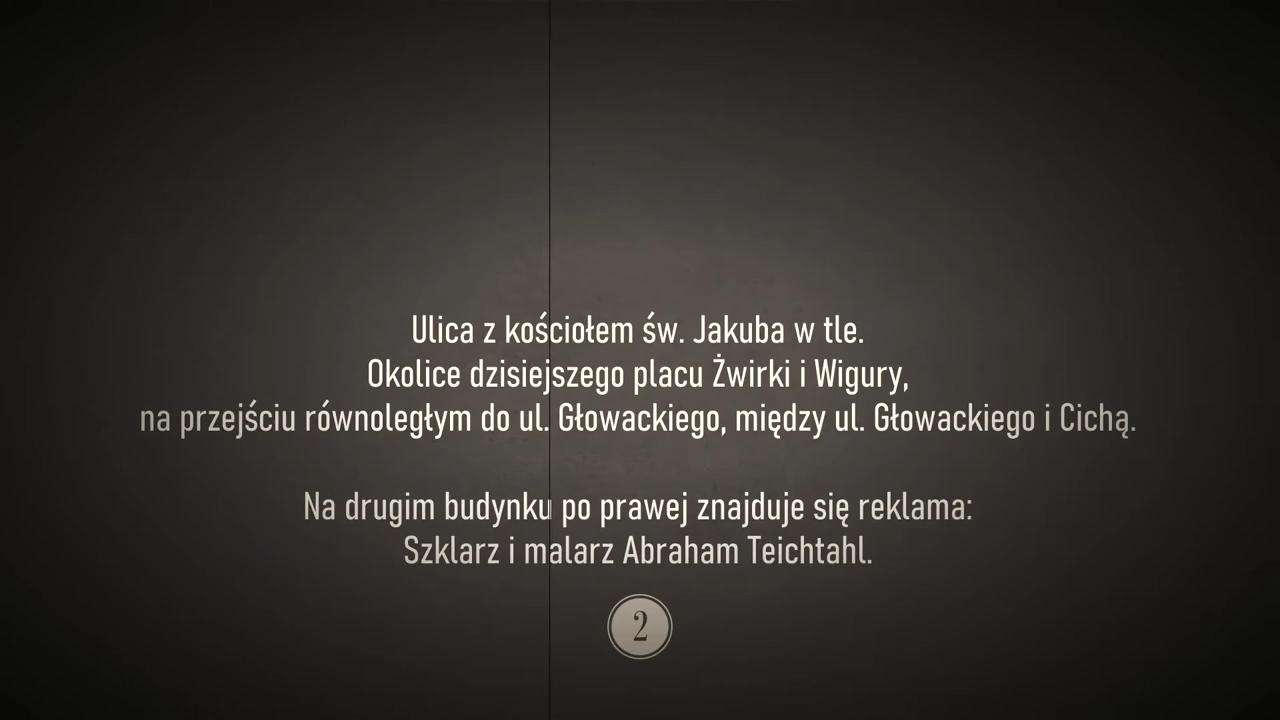 Ulica z kościołem św. Jakuba w tle.
Okolice dzisiejszego placu Żwirki i Wigury,
na przejściu równoległym do ul. Głowackiego, między ul. Głowackiego i Cichą.
Na drugim budynku po prawej znajduje się reklama:
Szklarz i malarz Abraham Teichtahl.
2